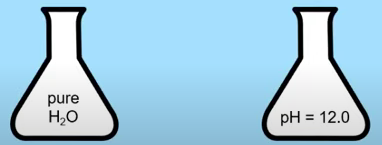 pure
H₂O
pH = 12.0